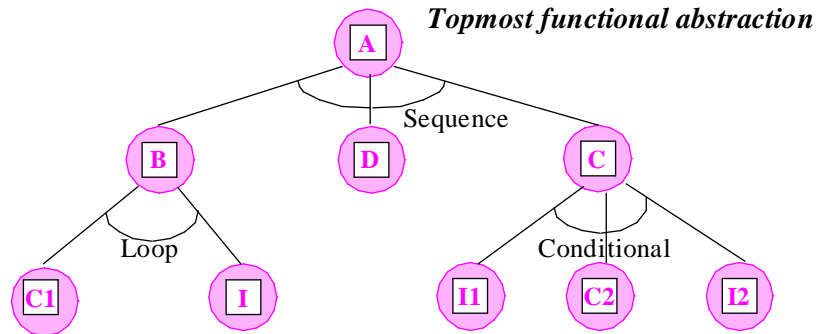 Topmost functional abstraction
A
Sequence
B
D
C
Loop
Conditional
C1
I
I1
C2
I2